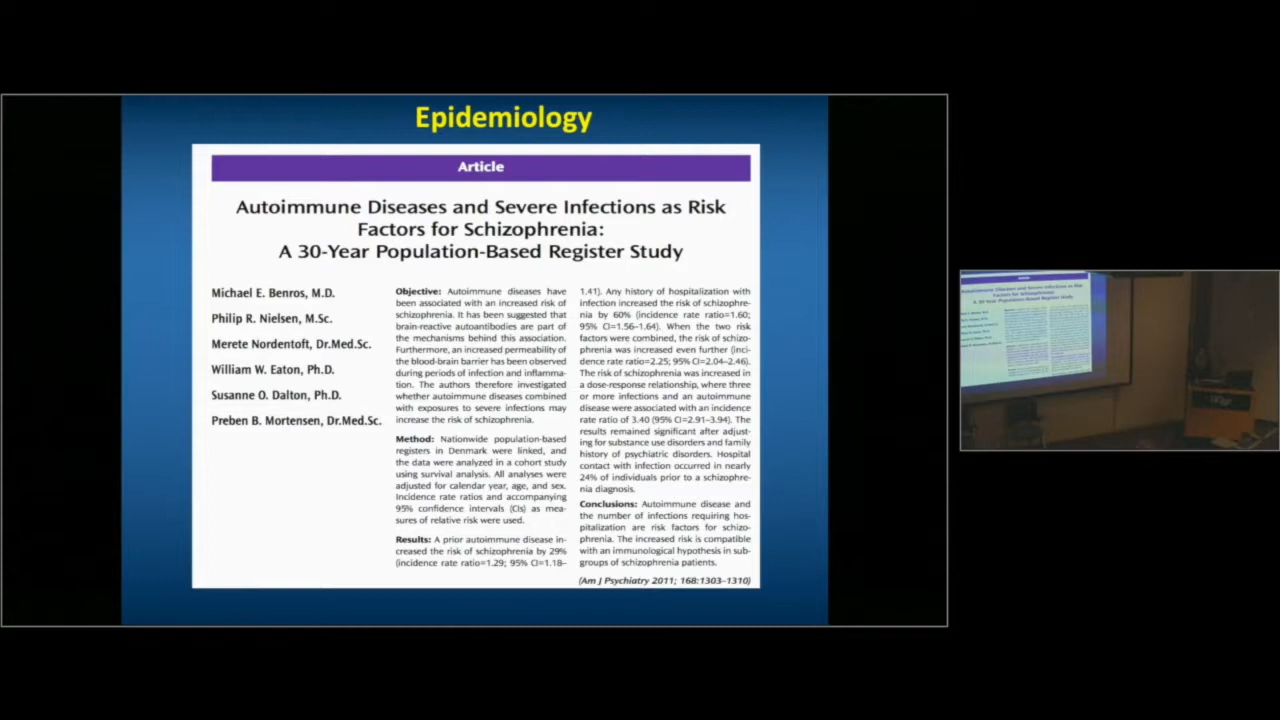 Epidemiology
Article
Autoimmune Diseases and Severe Infections as Risk
Factors for Schizophrenia:
A 30-Year Population-Based Register Study
Michael E. Benros, M.D.
Philip R. Nielsen, M.Sc.
Merete Nordentoft, Dr.Med.Sc.
William W. Eaton, Ph.D.
Susanne O. Dalton, Ph.D.
Preben B. Mortensen, Dr.Med.Sc.
Objective: Autoimmune diseases have
been associated with an increased risk of
schizophrenia. It has been suggested that
brain-reactive autoantibodies are part of
the mechanisms behind this association.
Furthermore, an increased permeability of
the blood-brain barrier has been observed
during periods of infection and inflamma-
tion. The authors therefore investigated
whether autoimmune diseases combined
with exposures to severe infections may
increase the risk of schizophrenia.
Method: Nationwide population-based
registers in Denmark were linked, and
the data were analyzed in a cohort study
using survival analysis. All analyses were
adjusted for calendar year, age, and sex.
Incidence rate ratios and accompanying
95% confidence intervals (CIs) as mea-
sures of relative risk were used.
Results: A prior autoimmune disease in-
creased the risk of schizophrenia by 29%
(incidence rate ratio=1.29; 95% CI=1.18–
1.41). Any history of hospitalization with
infection increased the risk of schizophre-
nia by 60% (incidence rate ratio=1.60;
95% CI=1.56–1.64). When the two risk
factors were combined, the risk of schizo-
phrenia was increased even further (inci-
dence rate ratio=2.25; 95% CI=2.04–2.46).
The risk of schizophrenia was increased in
a dose-response relationship, where three
or more infections and an autoimmune
disease were associated with an incidence
rate ratio of 3.40 (95% CI=2.91–3.94). The
results remained significant after adjust-
ing for substance use disorders and family
history of psychiatric disorders. Hospital
contact with infection occurred in nearly
24% of individuals prior to a schizophre-
nia diagnosis.
Conclusions: Autoimmune disease and
the number of infections requiring hos-
pitalization are risk factors for schizo-
phrenia. The increased risk is compatible
with an immunological hypothesis in sub-
groups of schizophrenia patients.
(Am J Psychiatry 2011; 168:1303–1310)
Autoimmune Diseases and Severe Infections as Risk
Factors for Schizophrenia:
A 30-Year Population-Based Register Study